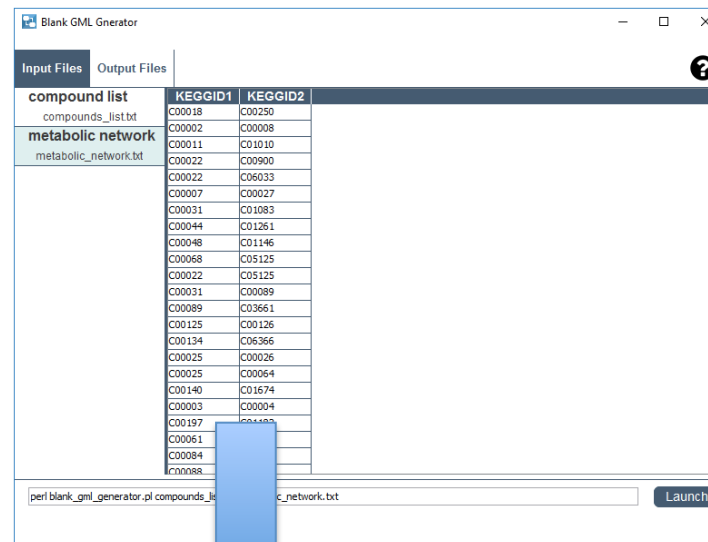 Blank GML Gnerator
Input Files Output Files
compound list
compounds_list.txt
metabolic network
metabolic_network.txt
KEGGID1 KEGGID2
C00018 C00250
C00002 C00008
C00011 C01010
C00022 C00900
C00022 C06033
C00007 C00027
C00031 C01083
C00044 C01261
C00048 C01146
C00068 C05125
C00022 C05125
C00031 C00089
C00089 C03661
C00125 C00126
C00134 C06366
C00025 C00026
C00025 C00064
C00140 C01674
C00003 C00004
C00197
C00061
C00084
C00088
perl blank_gml_generator.pl c_network.txt
Launch